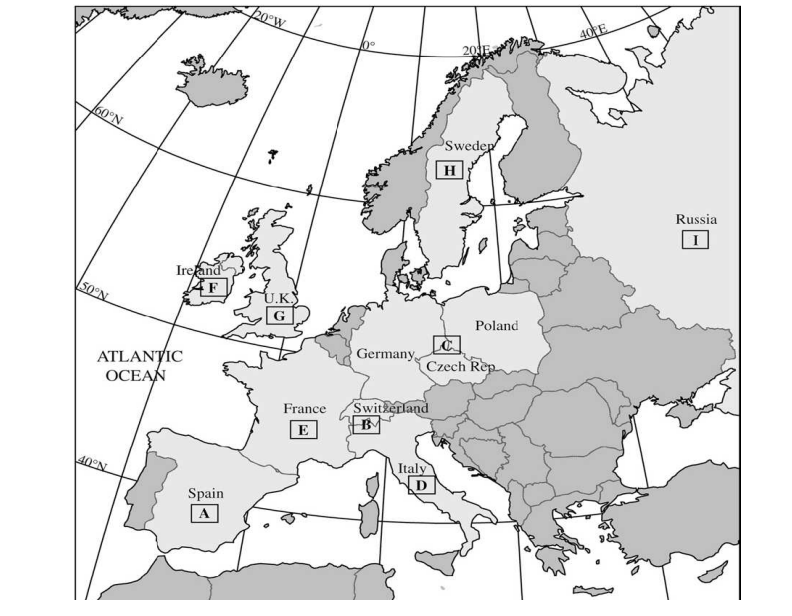 20°W
0°
20°E
40°E
60°N
Sweden
H
Russia
I
Ireland
F
U.K.
G
50°N
Poland
C
Germany
Czech Rep
ATLANTIC
OCEAN
France
E
Switzerland
B
40°N
Italy
D
Spain
A